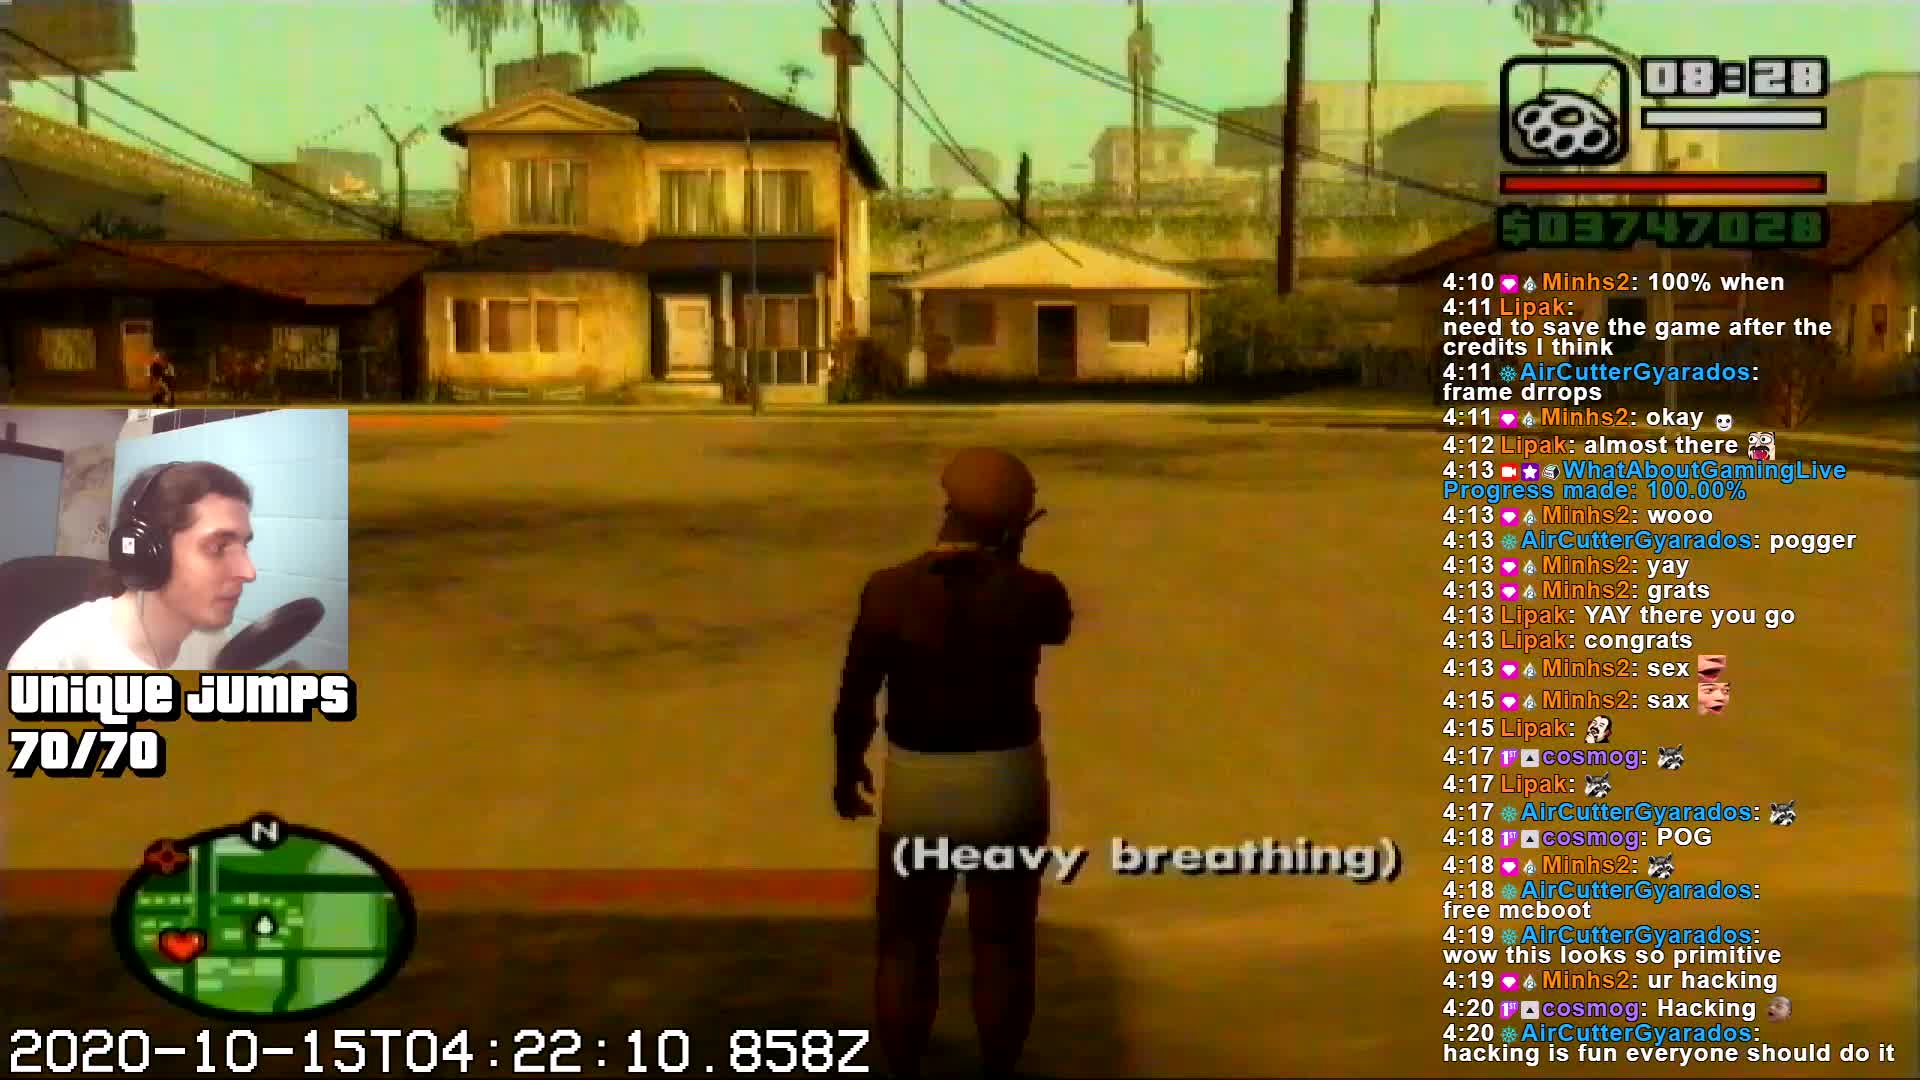 08:28
$03747028
4:10 Minhs2: 100% when
4:11 Lipak:
need to save the game after the
credits I think
4:11 AirCutterGyarados:
frame drrops
4:11 Minhs2: okay
4:12 Lipak: almost there
4:13 WhatAboutGamingLive
Progress made: 100.00%
4:13 Minhs2: wooo
4:13 AirCutterGyarados: pogger
4:13 Minhs2: yay
4:13 Minhs2: grats
4:13 Lipak: YAY there you go
4:13 Lipak: congrats
4:13 Minhs2: sex
4:15 Minhs2: sax
4:15 Lipak:
4:17 1ST cosmog:
4:17 Lipak:
4:17 AirCutterGyarados:
4:18 1ST cosmog: POG
4:18 Minhs2:
4:18 AirCutterGyarados:
free mcboot
4:19 AirCutterGyarados:
wow this looks so primitive
4:19 Minhs2: ur hacking
4:20 1ST cosmog: Hacking
4:20 AirCutterGyarados:
hacking is fun everyone should do it
unique jumps
70/70
N
(Heavy breathing)
2020-10-15T04:22:10.858Z